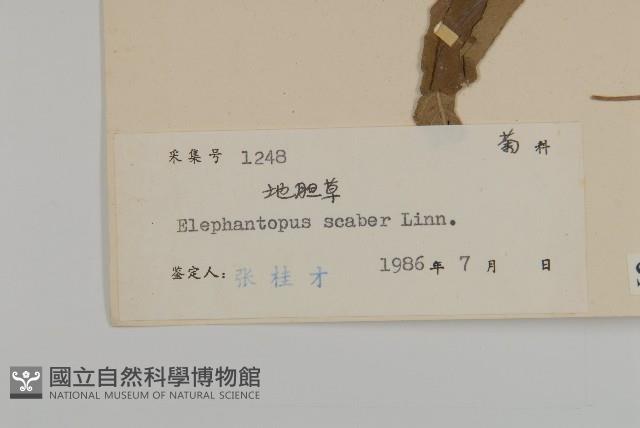 采集号 1248 菊科
地胆草
Elephantopus scaber Linn.
鉴定人: 张桂才 1986年 7月 日
國立自然科學博物館
NATIONAL MUSEUM OF NATURAL SCIENCE